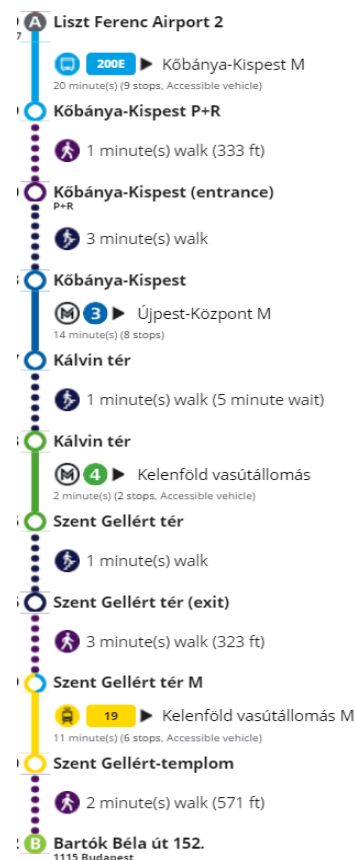 A Liszt Ferenc Airport 2
7
200E Kőbánya-Kispest M
20 minute(s) (9 stops, Accessible vehicle)
Kőbánya-Kispest P+R
1 minute(s) walk (333 ft)
Kőbánya-Kispest (entrance)
P+R
3 minute(s) walk
Kőbánya-Kispest
M 3 Újpest-Központ M
14 minute(s) (8 stops)
Kálvin tér
1 minute(s) walk (5 minute wait)
Kálvin tér
M 4 Kelenföld vasútállomás
2 minute(s) (2 stops, Accessible vehicle)
Szent Gellért tér
1 minute(s) walk
Szent Gellért tér (exit)
3 minute(s) walk (323 ft)
Szent Gellért tér M
19 Kelenföld vasútállomás M
11 minute(s) (6 stops, Accessible vehicle)
Szent Gellért-templom
2 minute(s) walk (571 ft)
B Bartók Béla út 152.
1115 Budapest